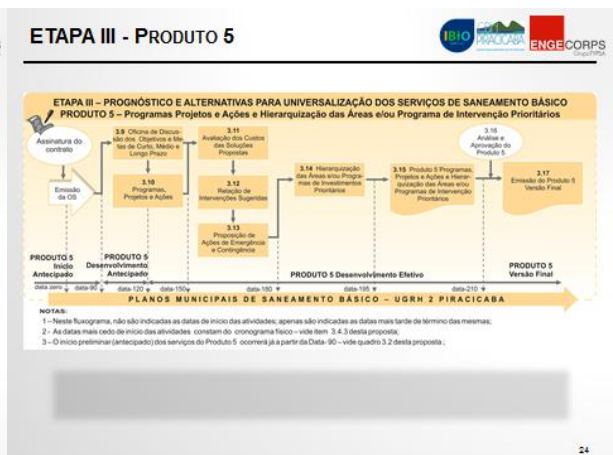 ETAPA III - PRODUTO 5
IBIO
PIRACICABA
ENGECORPS
ETAPA III – PROGNÓSTICO E ALTERNATIVAS PARA UNIVERSALIZAÇÃO DOS SERVIÇOS DE SANEAMENTO BÁSICO
PRODUTO 5 – Programas Projetos e Ações e Hierarquização das Áreas e/ou Programa de Intervenção Prioritários
Assinatura do
contrato
Emissão
da OS
3.9 Oficina de Discus-
são dos Objetivos e Me-
tas de Curto, Médio e
Longo Prazo
3.10
Programas,
Projetos e Ações
3.11
Avaliação dos Custos
das Soluções
Propostas
3.12
Relação de
Intervenções Sugeridas
3.13
Proposição de
Ações de Emergência
e Contingência
3.14 Hierarquização
das Áreas e/ou Progra-
mas de Investimentos
Prioritários
3.15 Produto 5 Programas,
Projetos e Ações e Hierar-
quização das Áreas e/ou
Programas de Intervenção
Prioritários
3.16
Análise e
Aprovação do
Produto 5
3.17
Emissão do Produto 5
Versão Final
PRODUTO 5
Início
Antecipado
PRODUTO 5
Desenvolvimento
Antecipado
PRODUTO 5 Desenvolvimento Efetivo
PRODUTO 5
Versão Final
data zero
data-90
data-120
data-150
data-180
data-195
data-210
PLANOS MUNICIPAIS DE SANEAMENTO BÁSICO – UGRH 2 PIRACICABA
NOTAS:
1 – Neste fluxograma, não são indicadas as datas de início das atividades; apenas são indicadas as datas mais tarde de término das mesmas;
2 - As datas mais cedo de início das atividades constam do cronograma físico – vide item 3.4.3 desta proposta;
3 – O início preliminar (antecipado) dos serviços do Produto 5 ocorrerá já a partir da Data- 90 – vide quadro 3.2 desta proposta;
24